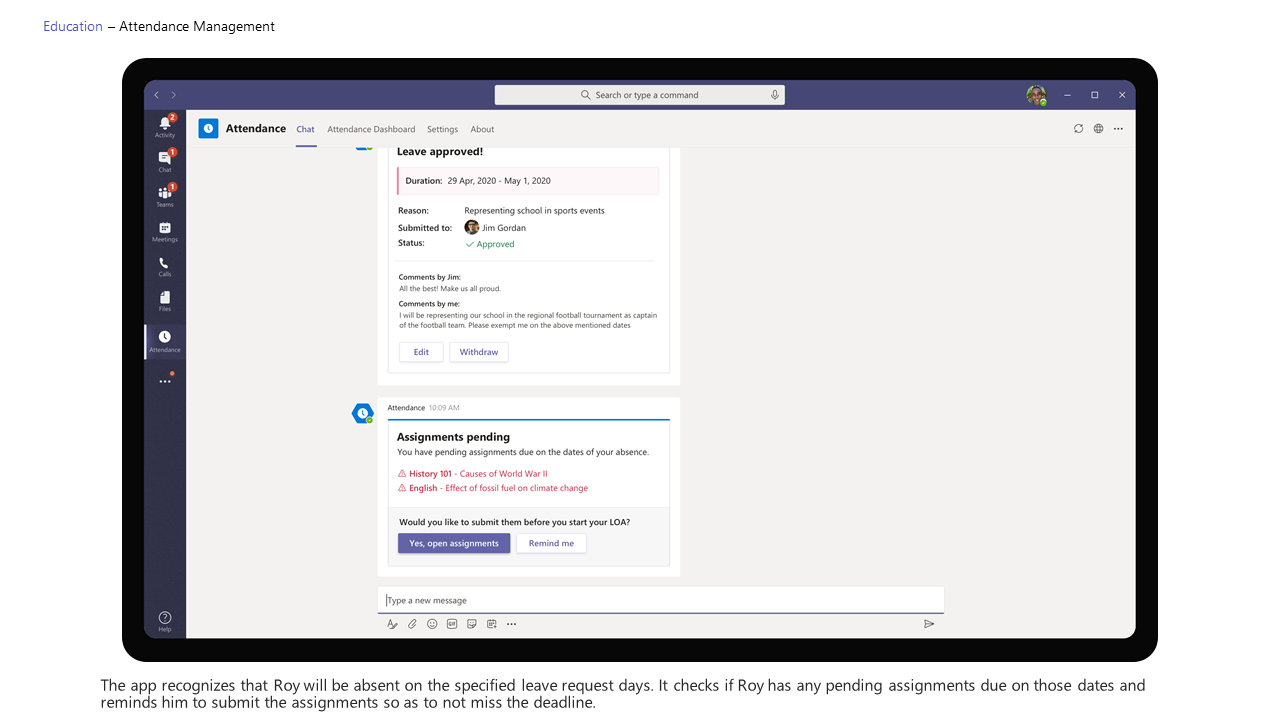 Education – Attendance Management
Search or type a command
2
Activity
Attendance
Chat
Attendance Dashboard
Settings
About
1
Chat
1
Teams
Meetings
Calls
Files
Attendance
Help
Leave approved!
Duration: 29 Apr, 2020 - May 1, 2020
Reason: Representing school in sports events
Submitted to: Jim Gordan
Status: Approved
Comments by Jim:
All the best! Make us all proud.
Comments by me:
I will be representing our school in the regional football tournament as captain
of the football team. Please exempt me on the above mentioned dates
Edit
Withdraw
Attendance 10:09 AM
Assignments pending
You have pending assignments due on the dates of your absence.
History 101 - Causes of World War II
English - Effect of fossil fuel on climate change
Would you like to submit them before you start your LOA?
Yes, open assignments
Remind me
Type a new message
GIF
The app recognizes that Roy will be absent on the specified leave request days. It checks if Roy has any pending assignments due on those dates and
reminds him to submit the assignments so as to not miss the deadline.